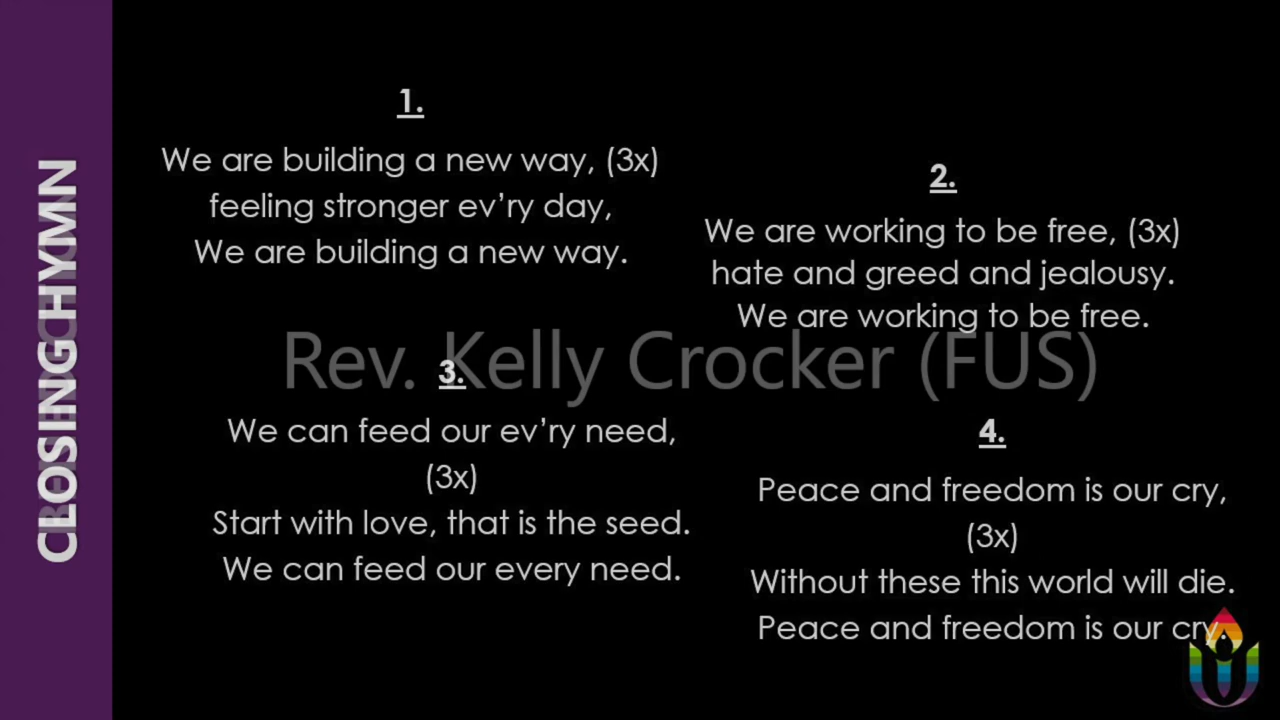 CLOSING HYMN
1.
We are building a new way, (3x)
feeling stronger ev’ry day,
We are building a new way.
2.
We are working to be free, (3x)
hate and greed and jealousy.
We are working to be free.
Rev. Kelly Crocker (FUS)
3.
We can feed our ev’ry need,
(3x)
Start with love, that is the seed.
We can feed our every need.
4.
Peace and freedom is our cry,
(3x)
Without these this world will die.
Peace and freedom is our cry.